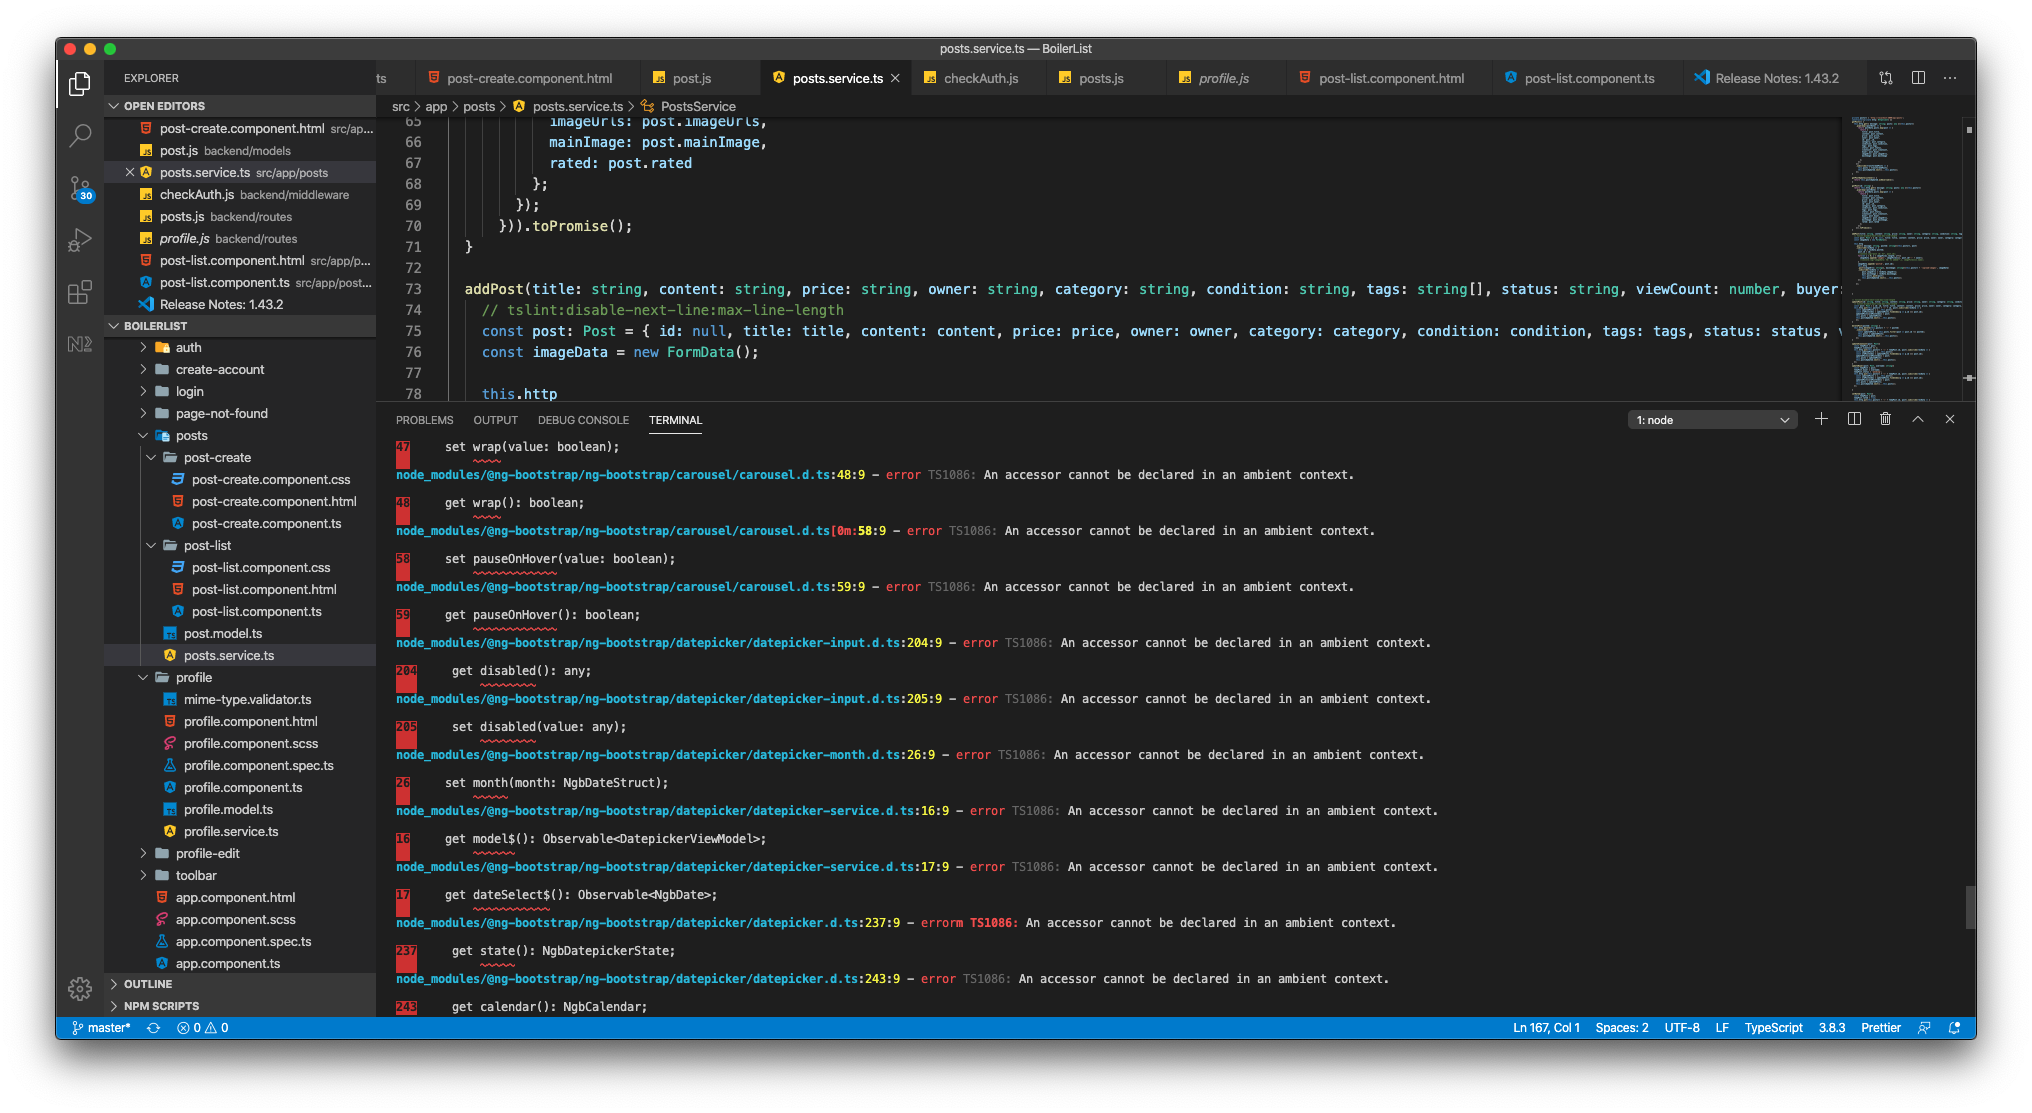 posts.service.ts — BoilerList
EXPLORER
OPEN EDITORS
post-create.component.html src/ap...
post.js backend/models
posts.service.ts src/app/posts
checkAuth.js backend/middleware
posts.js backend/routes
profile.js backend/routes
post-list.component.html src/app/p...
post-list.component.ts src/app/post...
Release Notes: 1.43.2
BOILERLIST
auth
create-account
login
page-not-found
posts
post-create
post-create.component.css
post-create.component.html
post-create.component.ts
post-list
post-list.component.css
post-list.component.html
post-list.component.ts
post.model.ts
posts.service.ts
profile
mime-type.validator.ts
profile.component.html
profile.component.scss
profile.component.spec.ts
profile.component.ts
profile.model.ts
profile.service.ts
profile-edit
toolbar
app.component.html
app.component.scss
app.component.spec.ts
app.component.ts
OUTLINE
NPM SCRIPTS
30
ts post-create.component.html post.js posts.service.ts checkAuth.js posts.js profile.js post-list.component.html post-list.component.ts Release Notes: 1.43.2
src > app > posts > posts.service.ts > PostsService
65 imageUrls: post.imageUrls,
66 mainImage: post.mainImage,
67 rated: post.rated
68 };
69 });
70 })).toPromise();
71 }
72
73 addPost(title: string, content: string, price: string, owner: string, category: string, condition: string, tags: string[], status: string, viewCount: number, buyer:
74 // tslint:disable-next-line:max-line-length
75 const post: Post = { id: null, title: title, content: content, price: price, owner: owner, category: category, condition: condition, tags: tags, status: status, v
76 const imageData = new FormData();
77
78 this.http
PROBLEMS OUTPUT DEBUG CONSOLE TERMINAL 1: node
47 set wrap(value: boolean);
node_modules/@ng-bootstrap/ng-bootstrap/carousel/carousel.d.ts:48:9 - error TS1086: An accessor cannot be declared in an ambient context.
48 get wrap(): boolean;
node_modules/@ng-bootstrap/ng-bootstrap/carousel/carousel.d.ts[0m:58:9 - error TS1086: An accessor cannot be declared in an ambient context.
58 set pauseOnHover(value: boolean);
node_modules/@ng-bootstrap/ng-bootstrap/carousel/carousel.d.ts:59:9 - error TS1086: An accessor cannot be declared in an ambient context.
59 get pauseOnHover(): boolean;
node_modules/@ng-bootstrap/ng-bootstrap/datepicker/datepicker-input.d.ts:204:9 - error TS1086: An accessor cannot be declared in an ambient context.
204 get disabled(): any;
node_modules/@ng-bootstrap/ng-bootstrap/datepicker/datepicker-input.d.ts:205:9 - error TS1086: An accessor cannot be declared in an ambient context.
205 set disabled(value: any);
node_modules/@ng-bootstrap/ng-bootstrap/datepicker/datepicker-month.d.ts:26:9 - error TS1086: An accessor cannot be declared in an ambient context.
26 set month(month: NgbDateStruct);
node_modules/@ng-bootstrap/ng-bootstrap/datepicker/datepicker-service.d.ts:16:9 - error TS1086: An accessor cannot be declared in an ambient context.
16 get model$(): Observable<DatepickerViewModel>;
node_modules/@ng-bootstrap/ng-bootstrap/datepicker/datepicker-service.d.ts:17:9 - error TS1086: An accessor cannot be declared in an ambient context.
17 get dateSelect$(): Observable<NgbDate>;
node_modules/@ng-bootstrap/ng-bootstrap/datepicker/datepicker.d.ts:237:9 - errorm TS1086: An accessor cannot be declared in an ambient context.
237 get state(): NgbDatepickerState;
node_modules/@ng-bootstrap/ng-bootstrap/datepicker/datepicker.d.ts:243:9 - error TS1086: An accessor cannot be declared in an ambient context.
243 get calendar(): NgbCalendar;
master* 0 0 Ln 167, Col 1 Spaces: 2 UTF-8 LF TypeScript 3.8.3 Prettier